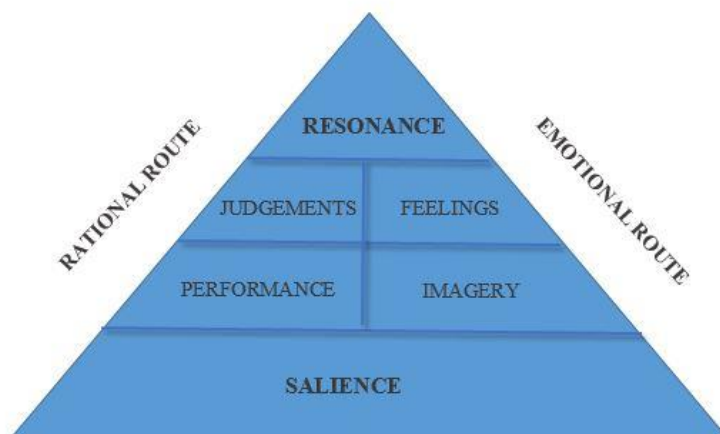 RESONANCE
RATIONAL ROUTE
EMOTIONAL ROUTE
JUDGEMENTS FEELINGS
PERFORMANCE IMAGERY
SALIENCE